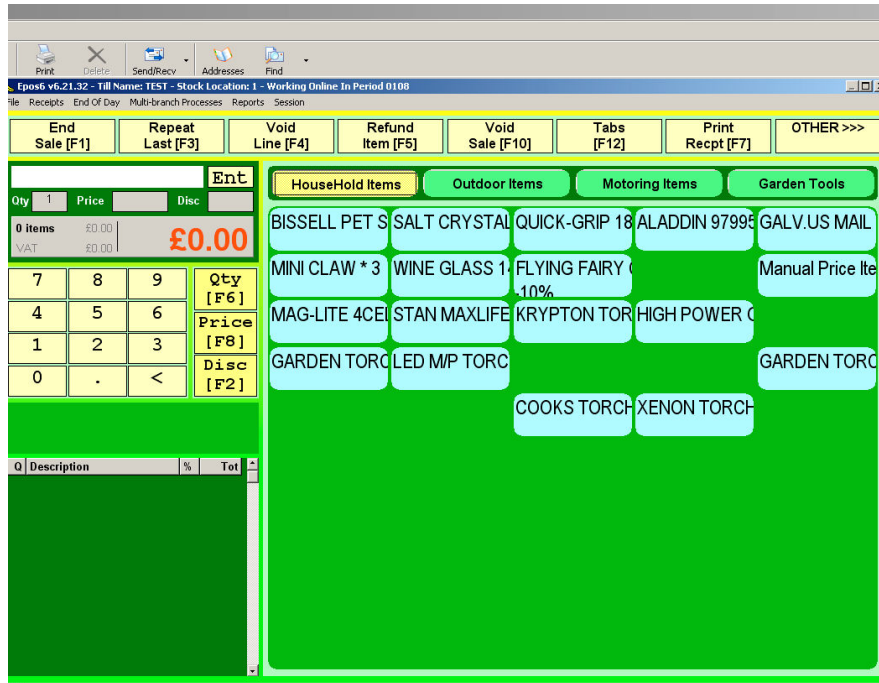 Print Delete Send/Recv Addresses Find
Epos6 v6.21.32 - Till Name: TEST - Stock Location: 1 - Working Online In Period 0108
File Receipts End Of Day Multi-branch Processes Reports Session
End Sale [F1]
Repeat Last [F3]
Void Line [F4]
Refund Item [F5]
Void Sale [F10]
Tabs [F12]
Print Recpt [F7]
OTHER >>>
Ent
Qty 1 Price Disc
0 items £0.00
VAT £0.00
£0.00
7 8 9 Qty [F6]
4 5 6 Price [F8]
1 2 3 Disc [F2]
0 . <
Q Description % Tot
HouseHold Items Outdoor Items Motoring Items Garden Tools
BISSELL PET S SALT CRYSTAL QUICK-GRIP 18 ALADDIN 97995 GALV.US MAIL
MINI CLAW * 3 WINE GLASS 14 FLYING FAIRY Manual Price Ite
-10%
MAG-LITE 4CEL STAN MAXLIFE KRYPTON TOR HIGH POWER
GARDEN TORC LED M/P TORC GARDEN TORC
COOKS TORCH XENON TORCH